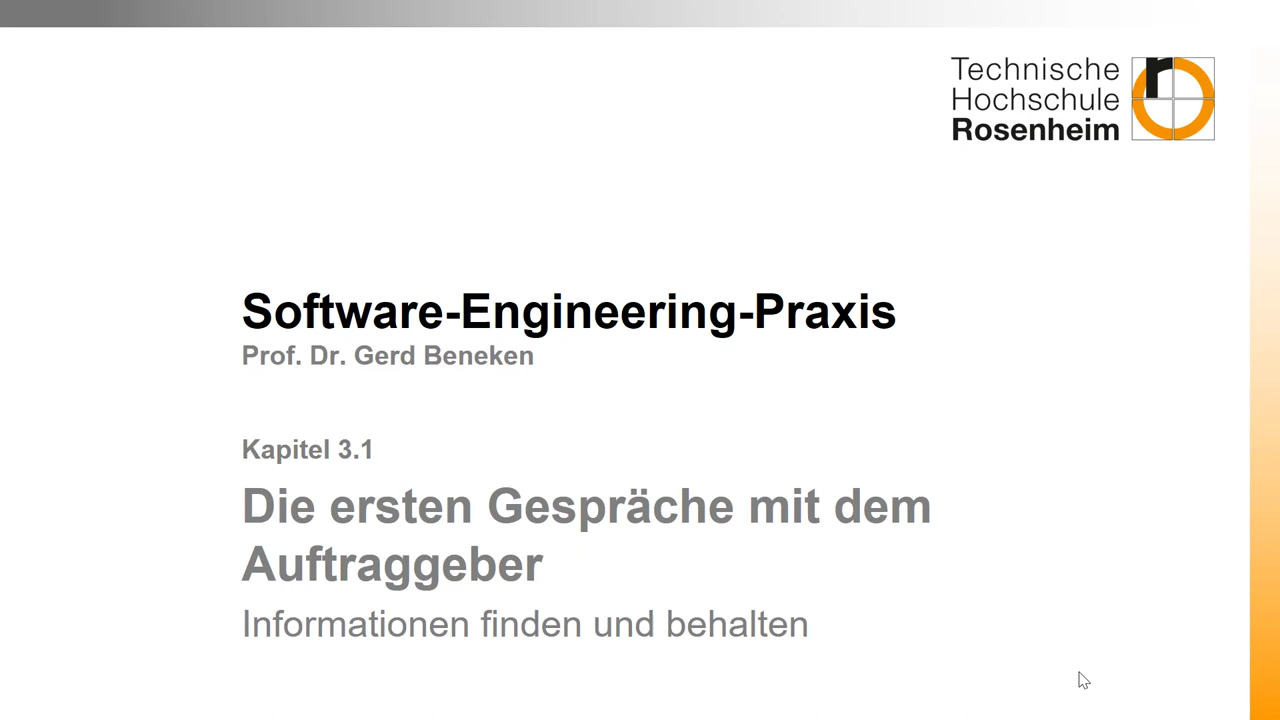 Technische
Hochschule
Rosenheim
Software-Engineering-Praxis
Prof. Dr. Gerd Beneken
Kapitel 3.1
Die ersten Gespräche mit dem
Auftraggeber
Informationen finden und behalten